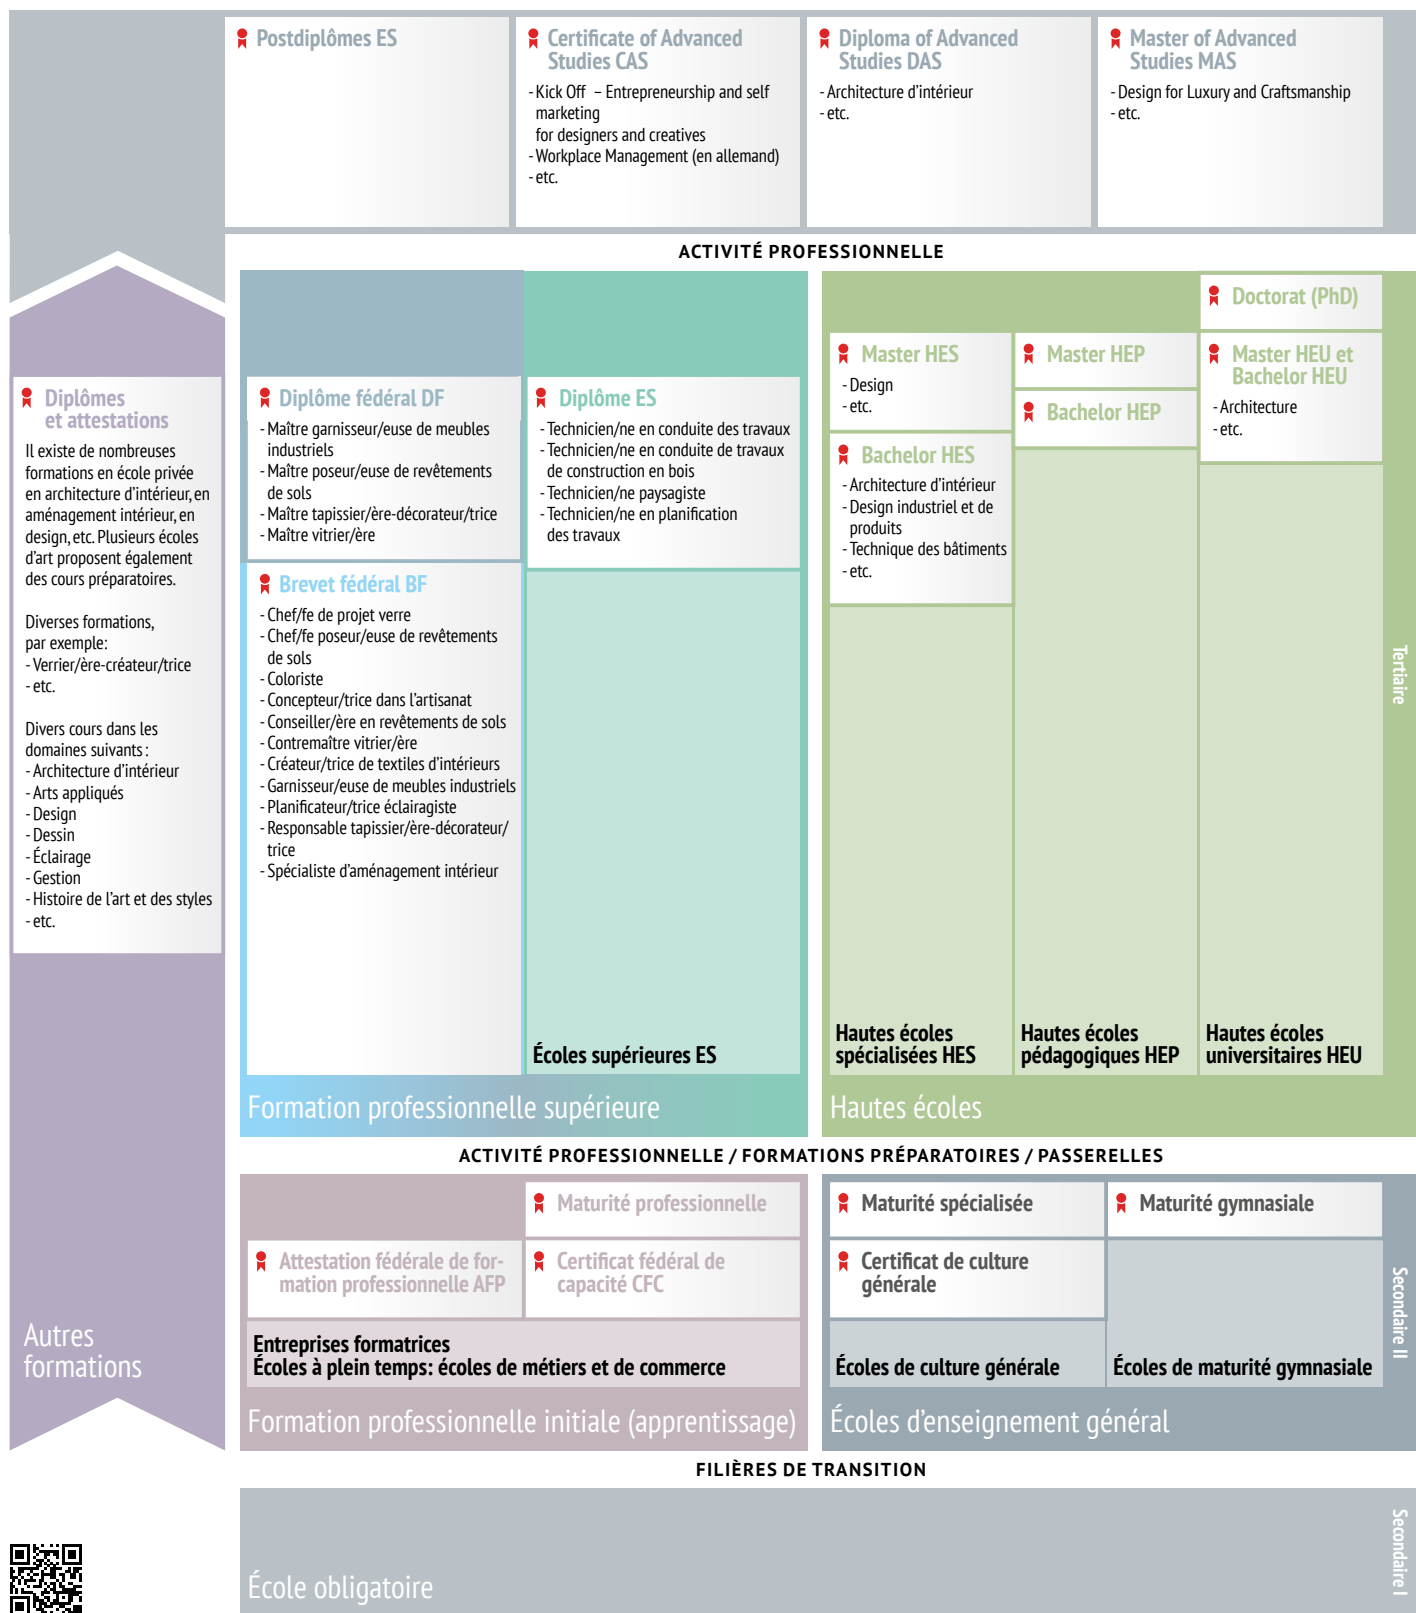 Postdiplômes ES
Certificate of Advanced
Studies CAS
- Kick Off – Entrepreneurship and self
marketing
for designers and creatives
- Workplace Management (en allemand)
- etc.
Diploma of Advanced
Studies DAS
- Architecture d’intérieur
- etc.
Master of Advanced
Studies MAS
- Design for Luxury and Craftsmanship
- etc.
ACTIVITÉ PROFESSIONNELLE
Diplômes
et attestations
Il existe de nombreuses
formations en école privée
en architecture d’intérieur, en
aménagement intérieur, en
design, etc. Plusieurs écoles
d’art proposent également
des cours préparatoires.
Diverses formations,
par exemple:
- Verrier/ère-créateur/trice
- etc.
Divers cours dans les
domaines suivants :
- Architecture d’intérieur
- Arts appliqués
- Design
- Dessin
- Éclairage
- Gestion
- Histoire de l’art et des styles
- etc.
Autres
formations
Diplôme fédéral DF
- Maître garnisseur/euse de meubles
industriels
- Maître poseur/euse de revêtements
de sols
- Maître tapissier/ère-décorateur/trice
- Maître vitrier/ère
Brevet fédéral BF
- Chef/fe de projet verre
- Chef/fe poseur/euse de revêtements
de sols
- Coloriste
- Concepteur/trice dans l’artisanat
- Conseiller/ère en revêtements de sols
- Contremaître vitrier/ère
- Créateur/trice de textiles d’intérieurs
- Garnisseur/euse de meubles industriels
- Planificateur/trice éclairagiste
- Responsable tapissier/ère-décorateur/
trice
- Spécialiste d’aménagement intérieur
Diplôme ES
- Technicien/ne en conduite des travaux
- Technicien/ne en conduite de travaux
de construction en bois
- Technicien/ne paysagiste
- Technicien/ne en planification
des travaux
Écoles supérieures ES
Formation professionnelle supérieure
Master HES
- Design
- etc.
Bachelor HES
- Architecture d’intérieur
- Design industriel et de
produits
- Technique des bâtiments
- etc.
Hautes écoles
spécialisées HES
Master HEP
Bachelor HEP
Hautes écoles
pédagogiques HEP
Doctorat (PhD)
Master HEU et
Bachelor HEU
- Architecture
- etc.
Hautes écoles
universitaires HEU
Hautes écoles
Tertiaire
ACTIVITÉ PROFESSIONNELLE / FORMATIONS PRÉPARATOIRES / PASSERELLES
Maturité professionnelle
Attestation fédérale de for-
mation professionnelle AFP
Certificat fédéral de
capacité CFC
Entreprises formatrices
Écoles à plein temps: écoles de métiers et de commerce
Formation professionnelle initiale (apprentissage)
Maturité spécialisée
Certificat de culture
générale
Écoles de culture générale
Maturité gymnasiale
Écoles de maturité gymnasiale
Écoles d’enseignement général
Secondaire II
FILIÈRES DE TRANSITION
École obligatoire
Secondaire I